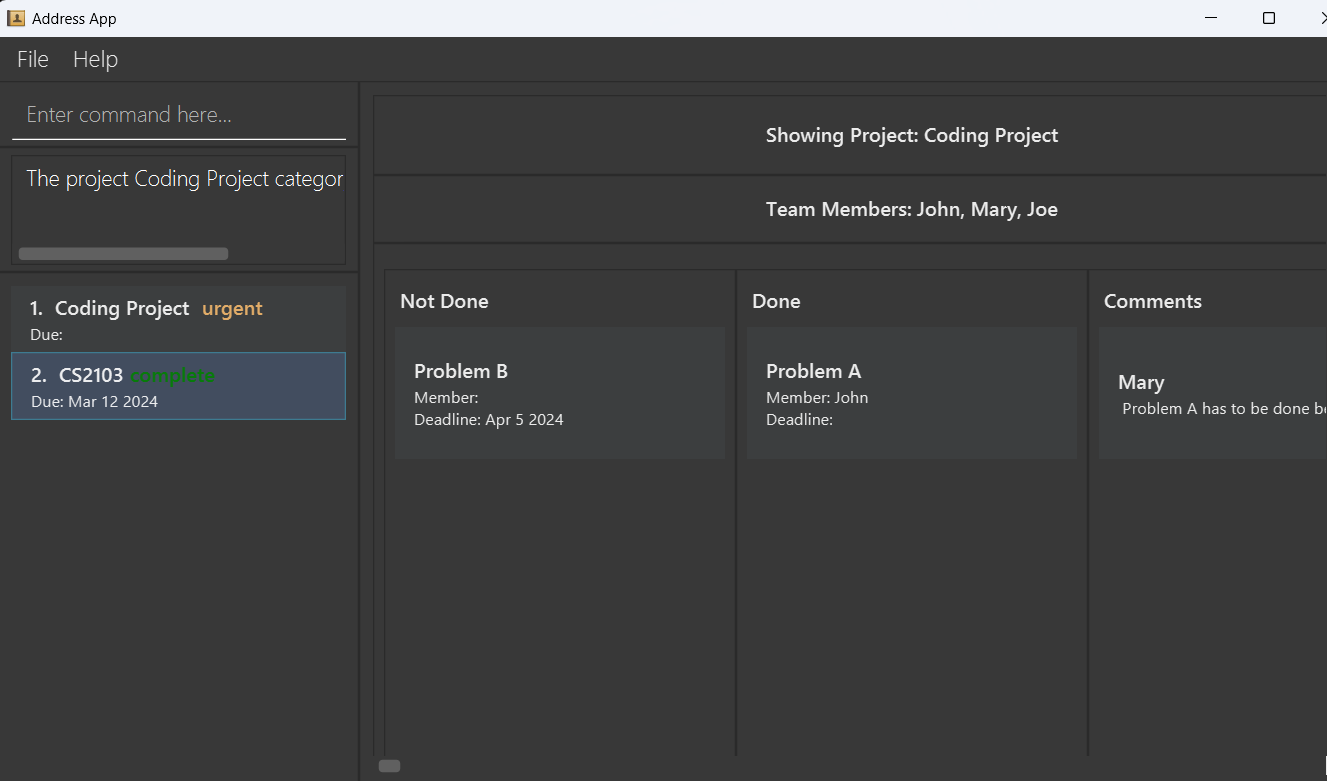 Address App
File Help
Enter command here...
The project Coding Project categor
1. Coding Project urgent
Due:
2. CS2103 complete
Due: Mar 12 2024
Showing Project: Coding Project
Team Members: John, Mary, Joe
Not Done
Problem B
Member:
Deadline: Apr 5 2024
Done
Problem A
Member: John
Deadline:
Comments
Mary
Problem A has to be done be